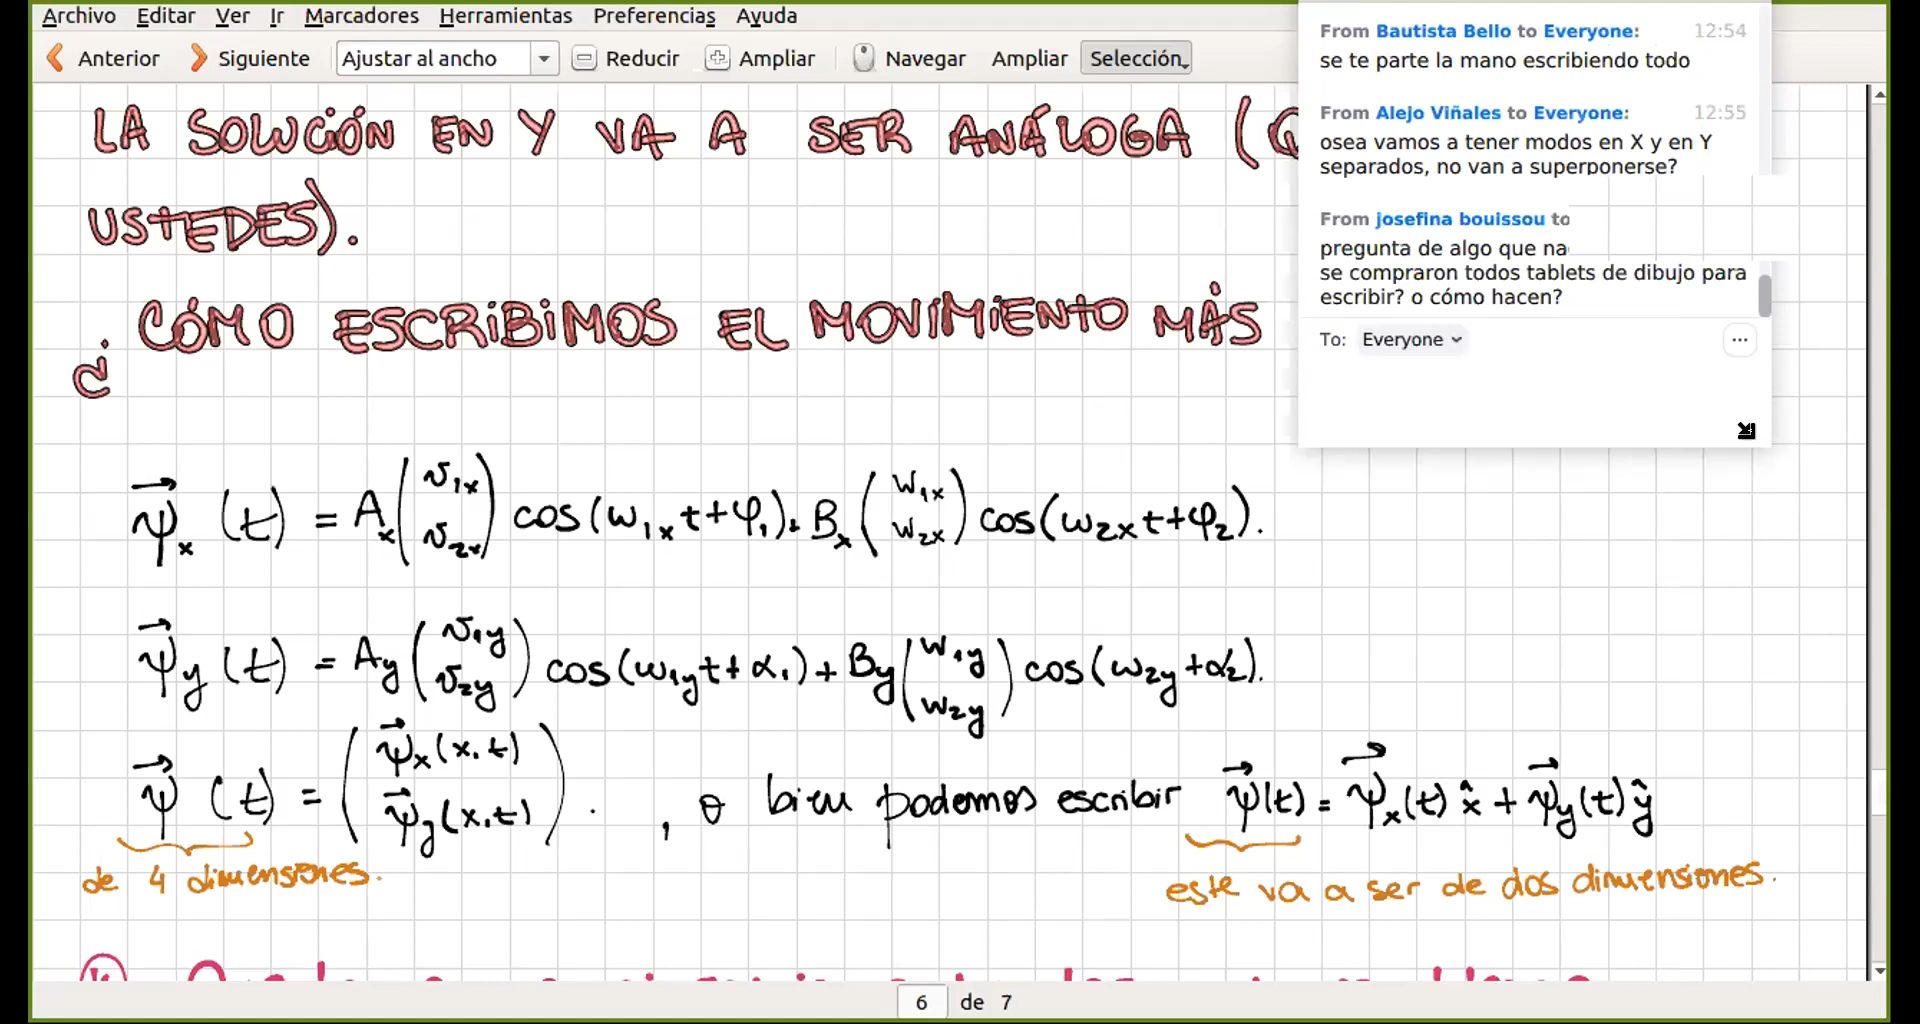 Archivo Editar Ver Ir Marcadores Herramientas Preferencias Ayuda
Anterior Siguiente Ajustar al ancho Reducir Ampliar Navegar Ampliar Selección
LA SOLUCIÓN EN Y VA A SER ANÁLOGA (
USTEDES).
¿CÓMO ESCRIBIMOS EL MOVIMIENTO MÁS
ψ⃗ₓ(t) = Aₓ (v₁ₓ v₂ₓ) cos(ω₁ₓt+φ₁) + Bₓ (w₁ₓ w₂ₓ) cos(ω₂ₓt+φ₂).
ψ⃗y(t) = Ay (v1y v2y) cos(ω1yt+α₁) + By (w1y w2y) cos(ω2y+α₂).
ψ⃗(t) = (ψ⃗ₓ(x,t) ψ⃗y(x,t)) . , o bien podemos escribir ψ⃗(t) = ψ⃗ₓ(t) x̂ + ψ⃗y(t) ŷ
de 4 dimensiones.
este va a ser de dos dimensiones.
6 de 7
From Bautista Bello to Everyone: 12:54
se te parte la mano escribiendo todo
From Alejo Viñales to Everyone: 12:55
osea vamos a tener modos en X y en Y
separados, no van a superponerse?
From josefina bouissou to
pregunta de algo que
se compraron todos tablets de dibujo para
escribir? o cómo hacen?
To: Everyone
...